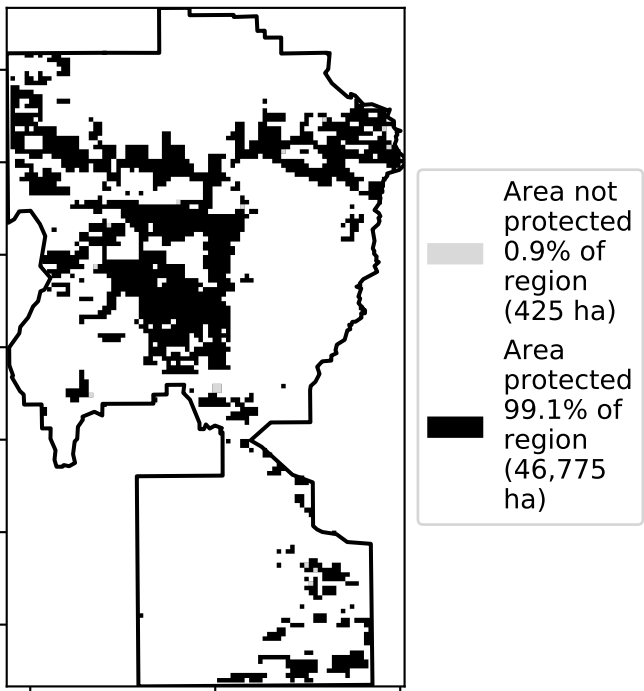 Area not
protected
0.9% of
region
(425 ha)
Area
protected
99.1% of
region
(46,775
ha)